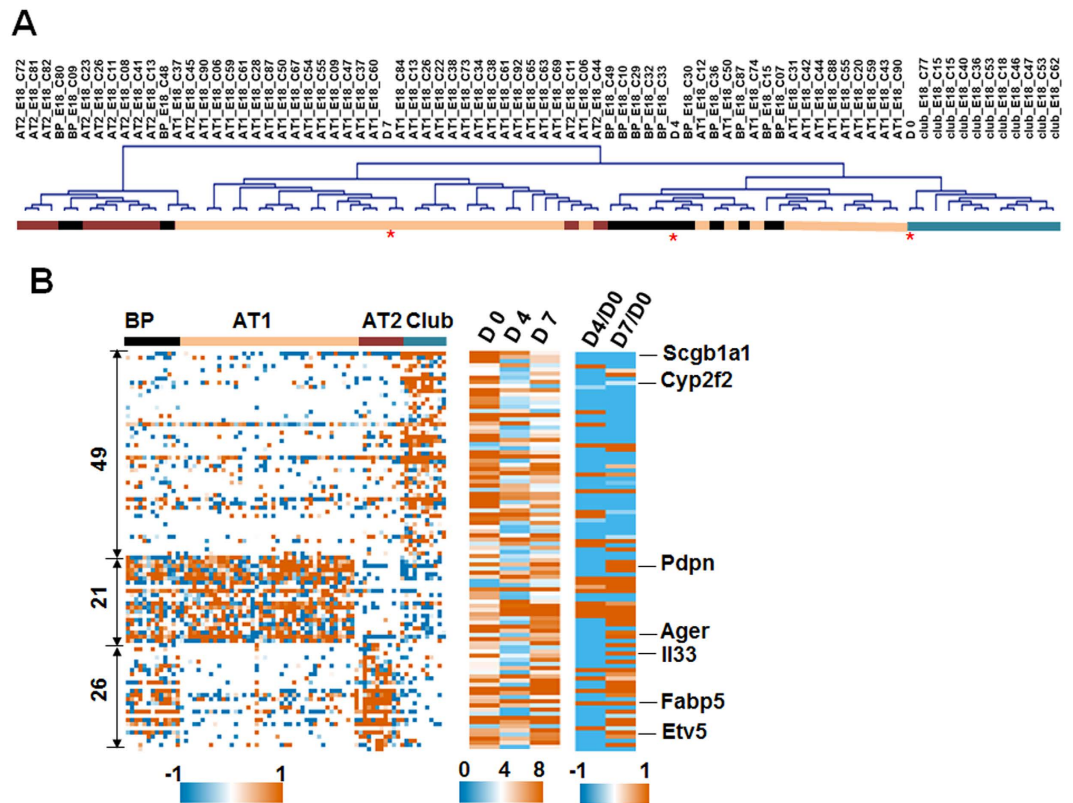 A
AT2_E18_C72
AT2_E18_C81
AT2_E18_C82
BP_E18_C80
BP_E18_C09
AT2_E18_C23
AT2_E18_C26
AT2_E18_C11
AT2_E18_C08
AT2_E18_C41
AT2_E18_C13
BP_E18_C48
AT1_E18_C37
AT2_E18_C45
AT1_E18_C90
AT1_E18_C06
AT1_E18_C59
AT1_E18_C61
AT1_E18_C28
AT1_E18_C87
AT1_E18_C50
AT1_E18_C67
AT1_E18_C54
AT1_E18_C55
AT1_E18_C09
AT1_E18_C47
AT1_E18_C37
AT1_E18_C60
D 7
AT1_E18_C84
AT1_E18_C13
AT1_E18_C26
AT1_E18_C22
AT1_E18_C38
AT1_E18_C73
AT1_E18_C34
AT1_E18_C38
AT1_E18_C61
AT1_E18_C92
AT1_E18_C65
AT1_E18_C63
AT1_E18_C69
AT2_E18_C11
AT1_E18_C06
AT2_E18_C44
BP_E18_C49
BP_E18_C10
BP_E18_C29
BP_E18_C32
BP_E18_C33
D 4
BP_E18_C30
AT1_E18_C12
BP_E18_C36
AT1_E18_C50
BP_E18_C87
AT1_E18_C74
BP_E18_C15
BP_E18_C07
AT1_E18_C31
AT1_E18_C42
AT1_E18_C44
AT1_E18_C88
AT1_E18_C55
AT1_E18_C20
AT1_E18_C59
AT1_E18_C43
AT1_E18_C90
D 0
club_E18_C77
club_E18_C15
club_E18_C15
club_E18_C40
club_E18_C36
club_E18_C53
club_E18_C18
club_E18_C46
club_E18_C47
club_E18_C53
club_E18_C62
* * *
B
BP AT1 AT2 Club
D 0 D 4 D 7
D4/D0 D7/D0
49
21
26
Scgb1a1
Cyp2f2
Pdpn
Ager
Il33
Fabp5
Etv5
-1 1
0 4 8
-1 1